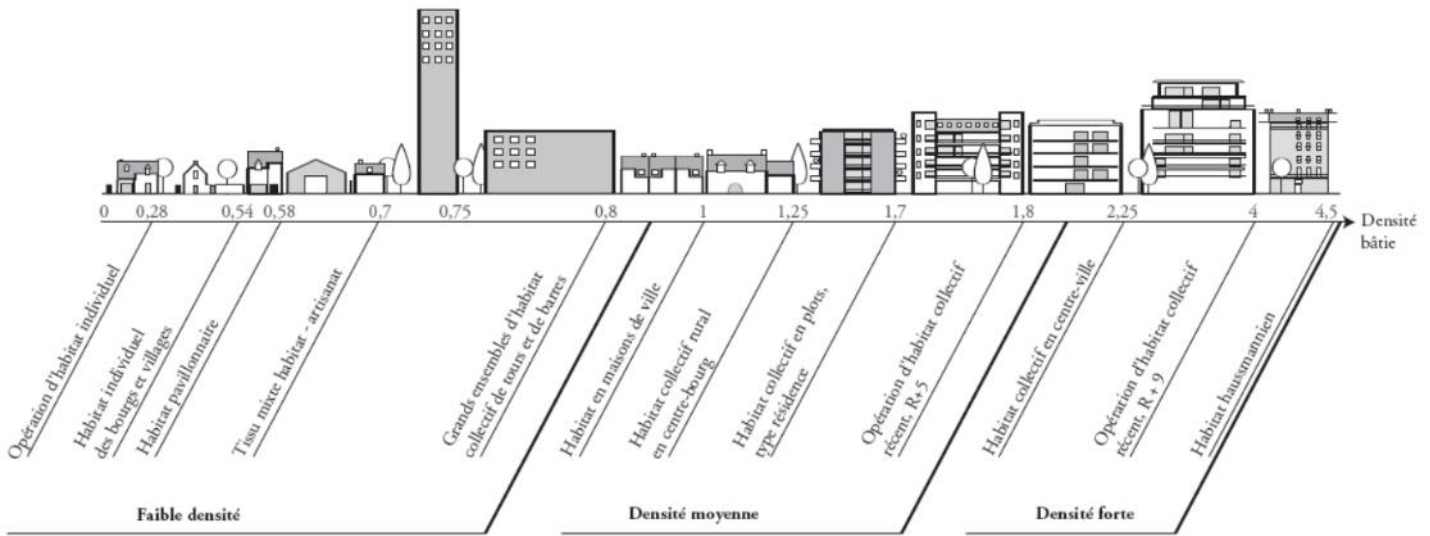 0 0,28 0,54 0,58 0,7 0,75 0,8 1 1,25 1,7 1,8 2,25 4 4,5
Densité
bâtie
Opération d'habitat individuel
Habitat individuel
des bourgs et villages
Habitat pavillonnaire
Tissu mixte habitat - artisanat
Grands ensembles d'habitat
collectif de tours et de barres
Habitat en maisons de ville
Habitat collectif rural
en centre-bourg
Habitat collectif en plots,
type résidence
Opération d'habitat collectif
récent, R+5
Habitat collectif en centre-ville
Opération d'habitat collectif
récent, R + 9
Habitat haussmannien
Faible densité
Densité moyenne
Densité forte